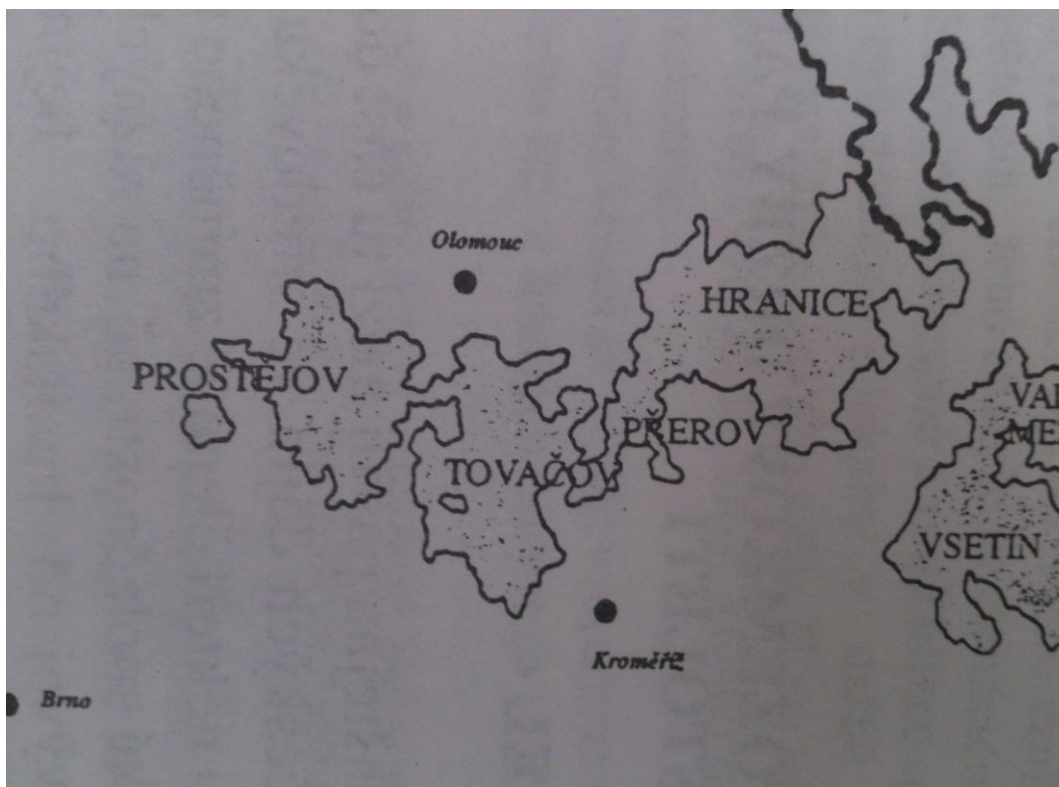 Olomouc
HRANICE
PROSTĚJOV
PŘEROV
TOVAČOV
VSETÍN
Kroměříž
Brno